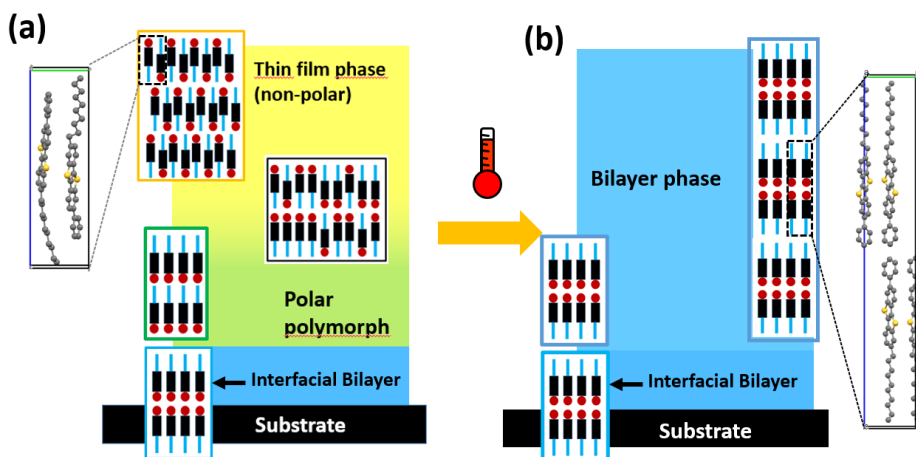 (a)
Thin film phase
(non-polar)
Polar
polymorph
Interfacial Bilayer
Substrate
(b)
Bilayer phase
Interfacial Bilayer
Substrate